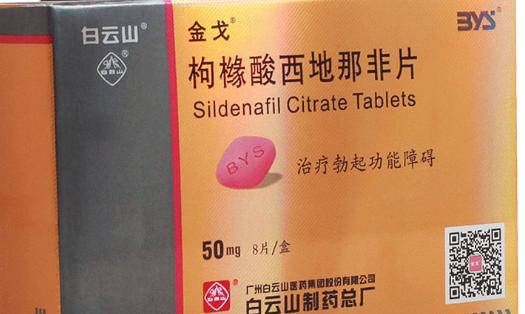 白云山
金戈®
BYS®
枸橼酸西地那非片
Sildenafil Citrate Tablets
BYS
治疗勃起功能障碍
50mg 8片/盒
广州白云山医药集团股份有限公司
白云山制药总厂